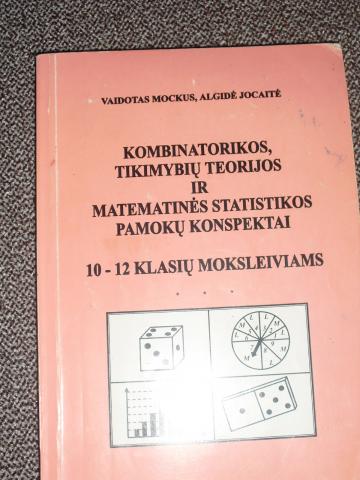 VAIDOTAS MOCKUS, ALGIDĖ JOCAITĖ
KOMBINATORIKOS,
TIKIMYBIŲ TEORIJOS
IR
MATEMATINĖS STATISTIKOS
PAMOKŲ KONSPEKTAI
10 - 12 KLASIŲ MOKSLEIVIAMS